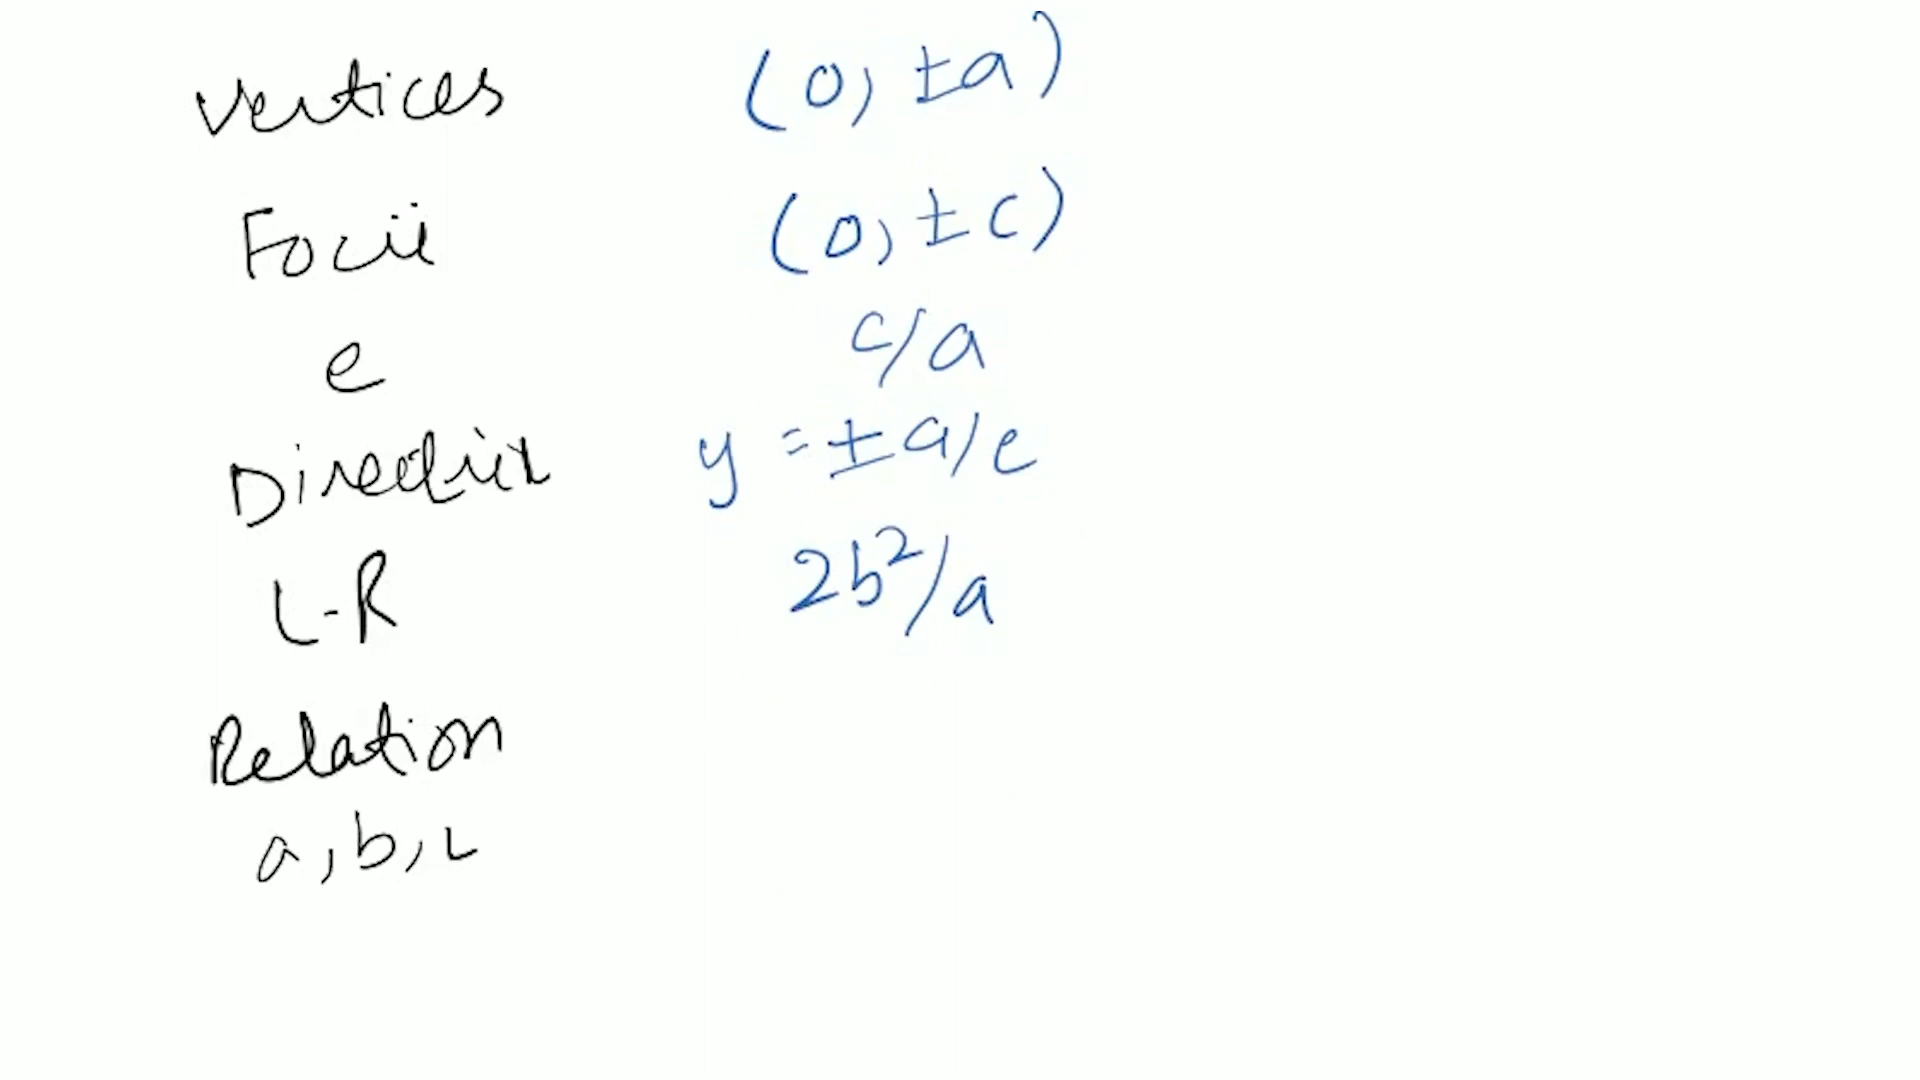 Vertices (0, ±a)
Focii (0, ±c)
e c/a
Directrix y = ±a/e
L-R 2b²/a
Relation
a, b, c